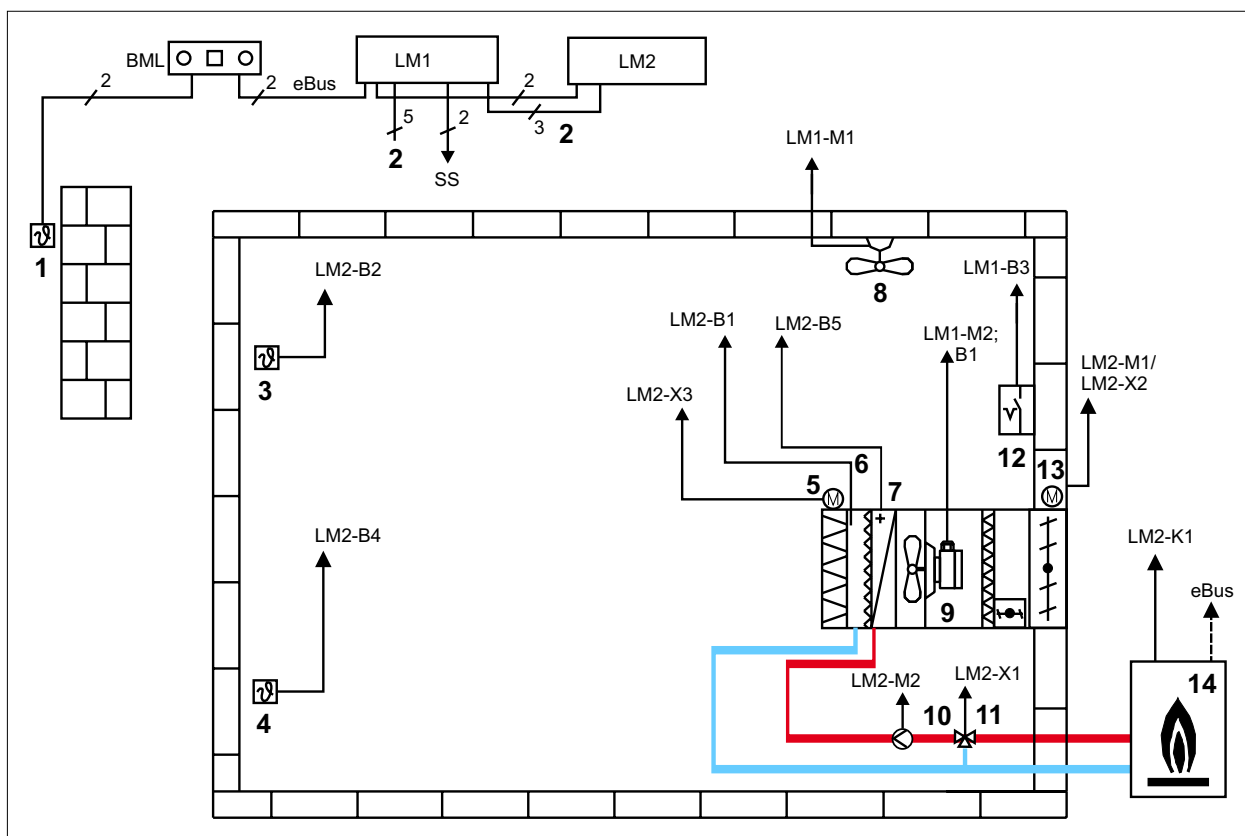 BML
LM1
LM2
2
2
eBus
2
5
2
3
2
2
SS
1
LM1-M1
8
LM2-B2
3
LM1-B3
LM2-B1
LM2-B5
LM1-M2;
B1
LM2-M1/
LM2-X2
LM2-X3
12
13
5
M
6
7
+
M
9
LM2-B4
4
LM2-K1
eBus
14
LM2-M2
LM2-X1
10
11